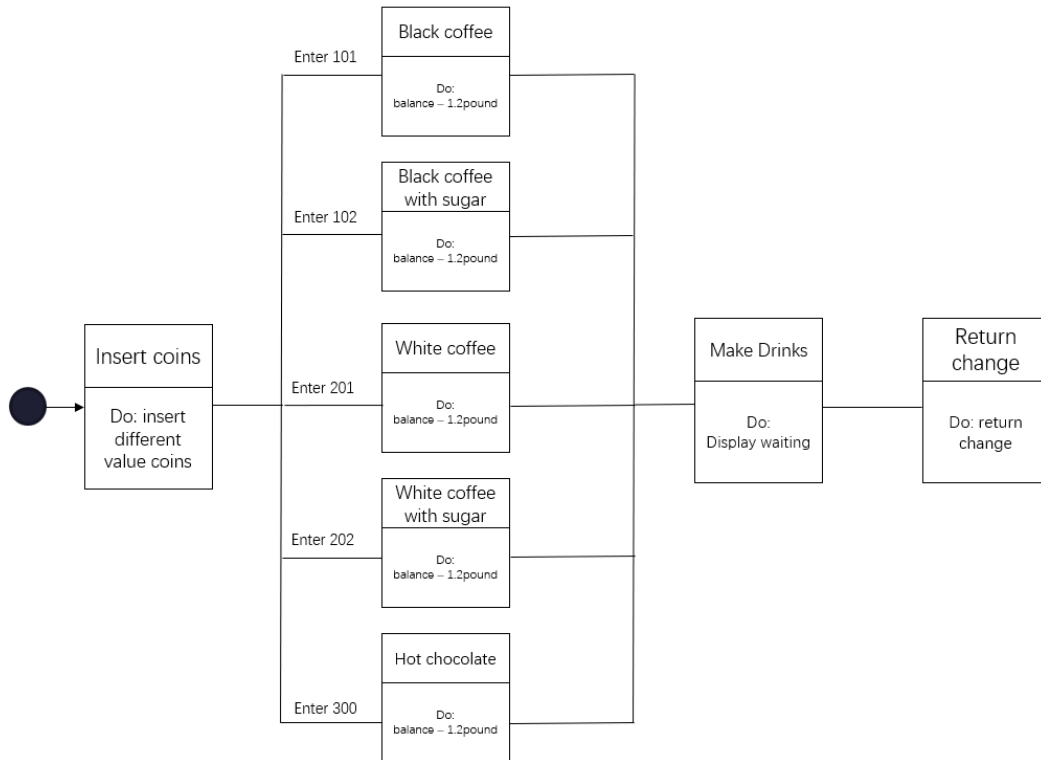 Enter 101
Black coffee
Do:
balance – 1.2pound
Enter 102
Black coffee
with sugar
Do:
balance – 1.2pound
Insert coins
Do: insert
different
value coins
Enter 201
White coffee
Do:
balance – 1.2pound
Make Drinks
Do:
Display waiting
Return
change
Do: return
change
Enter 202
White coffee
with sugar
Do:
balance – 1.2pound
Enter 300
Hot chocolate
Do:
balance – 1.2pound